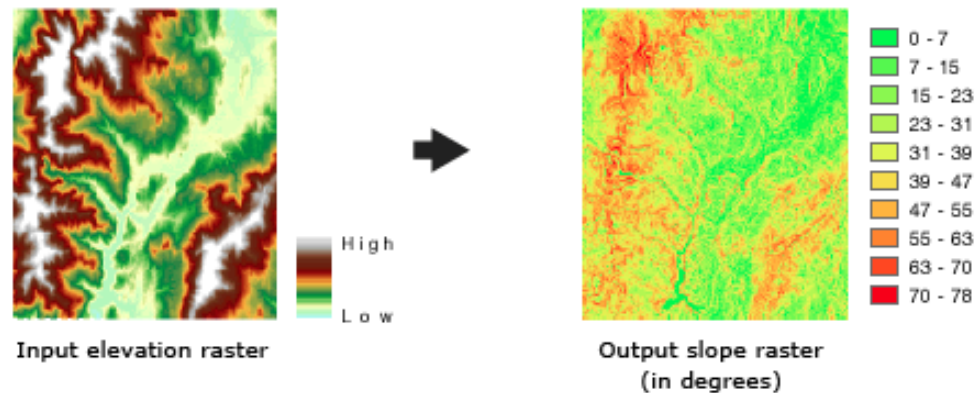 High
Low
Input elevation raster
0 - 7
7 - 15
15 - 23
23 - 31
31 - 39
39 - 47
47 - 55
55 - 63
63 - 70
70 - 78
Output slope raster
(in degrees)